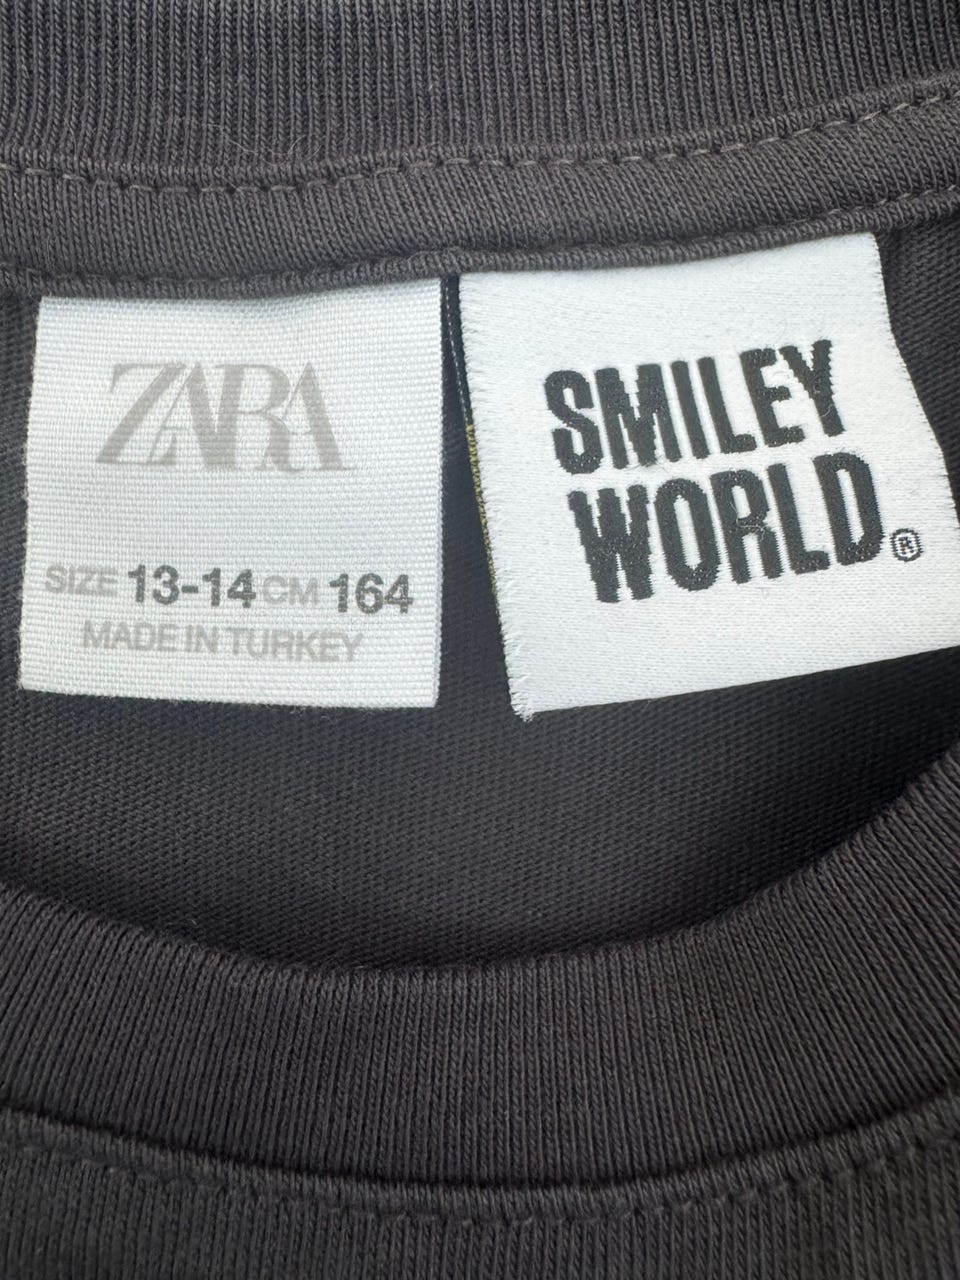 ZARA
SIZE 13-14 CM 164
MADE IN TURKEY
SMILEY
WORLD®